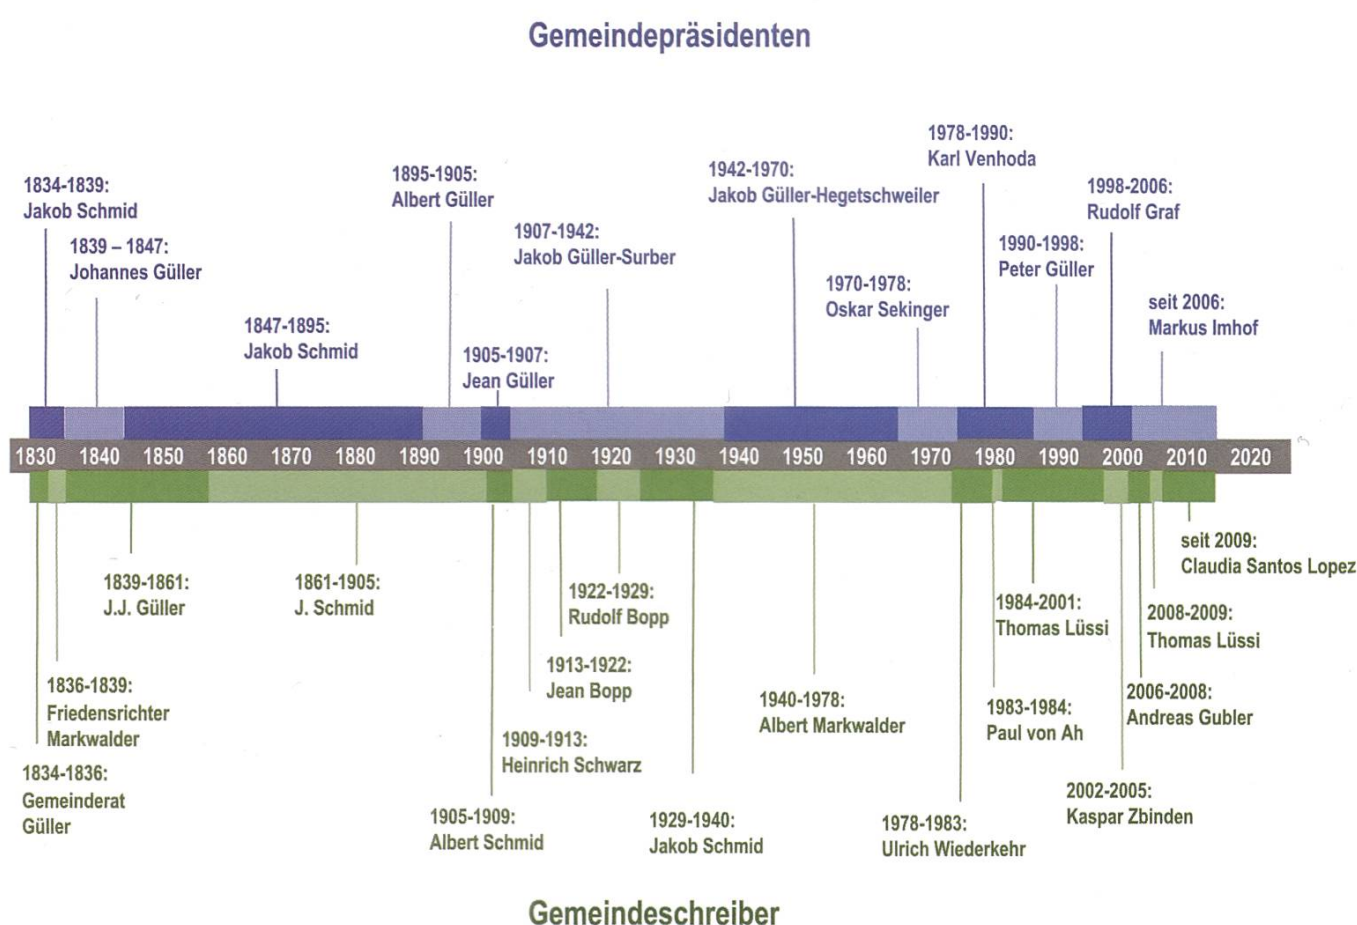 Gemeindepräsidenten
1834-1839:
Jakob Schmid
1839 – 1847:
Johannes Güller
1847-1895:
Jakob Schmid
1895-1905:
Albert Güller
1905-1907:
Jean Güller
1907-1942:
Jakob Güller-Surber
1942-1970:
Jakob Güller-Hegetschweiler
1970-1978:
Oskar Sekinger
1978-1990:
Karl Venhoda
1990-1998:
Peter Güller
1998-2006:
Rudolf Graf
seit 2006:
Markus Imhof
1830 1840 1850 1860 1870 1880 1890 1900 1910 1920 1930 1940 1950 1960 1970 1980 1990 2000 2010 2020
1834-1836:
Gemeinderat
Güller
1836-1839:
Friedensrichter
Markwalder
1839-1861:
J.J. Güller
1861-1905:
J. Schmid
1905-1909:
Albert Schmid
1909-1913:
Heinrich Schwarz
1913-1922:
Jean Bopp
1922-1929:
Rudolf Bopp
1929-1940:
Jakob Schmid
1940-1978:
Albert Markwalder
1978-1983:
Ulrich Wiederkehr
1983-1984:
Paul von Ah
1984-2001:
Thomas Lüssi
2002-2005:
Kaspar Zbinden
2006-2008:
Andreas Gubler
2008-2009:
Thomas Lüssi
seit 2009:
Claudia Santos Lopez
Gemeindeschreiber